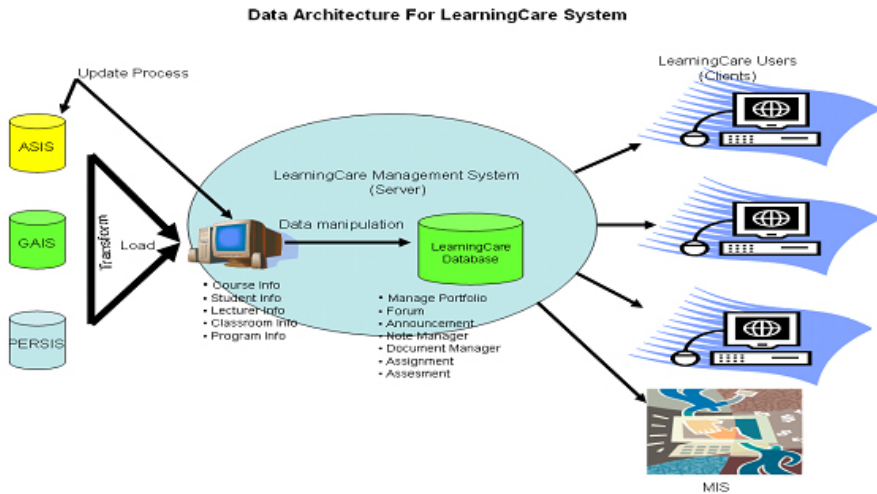 Data Architecture For LearningCare System
Update Process
LearningCare Users
(Clients)
ASIS
GAIS
PERSIS
Transform
Load
LearningCare Management System
(Server)
Data manipulation
LearningCare
Database
• Course Info
• Student Info
• Lecturer Info
• Classroom Info
• Program Info
• Manage Portfolio
• Forum
• Announcement
• Note Manager
• Document Manager
• Assignment
• Assesment
MIS